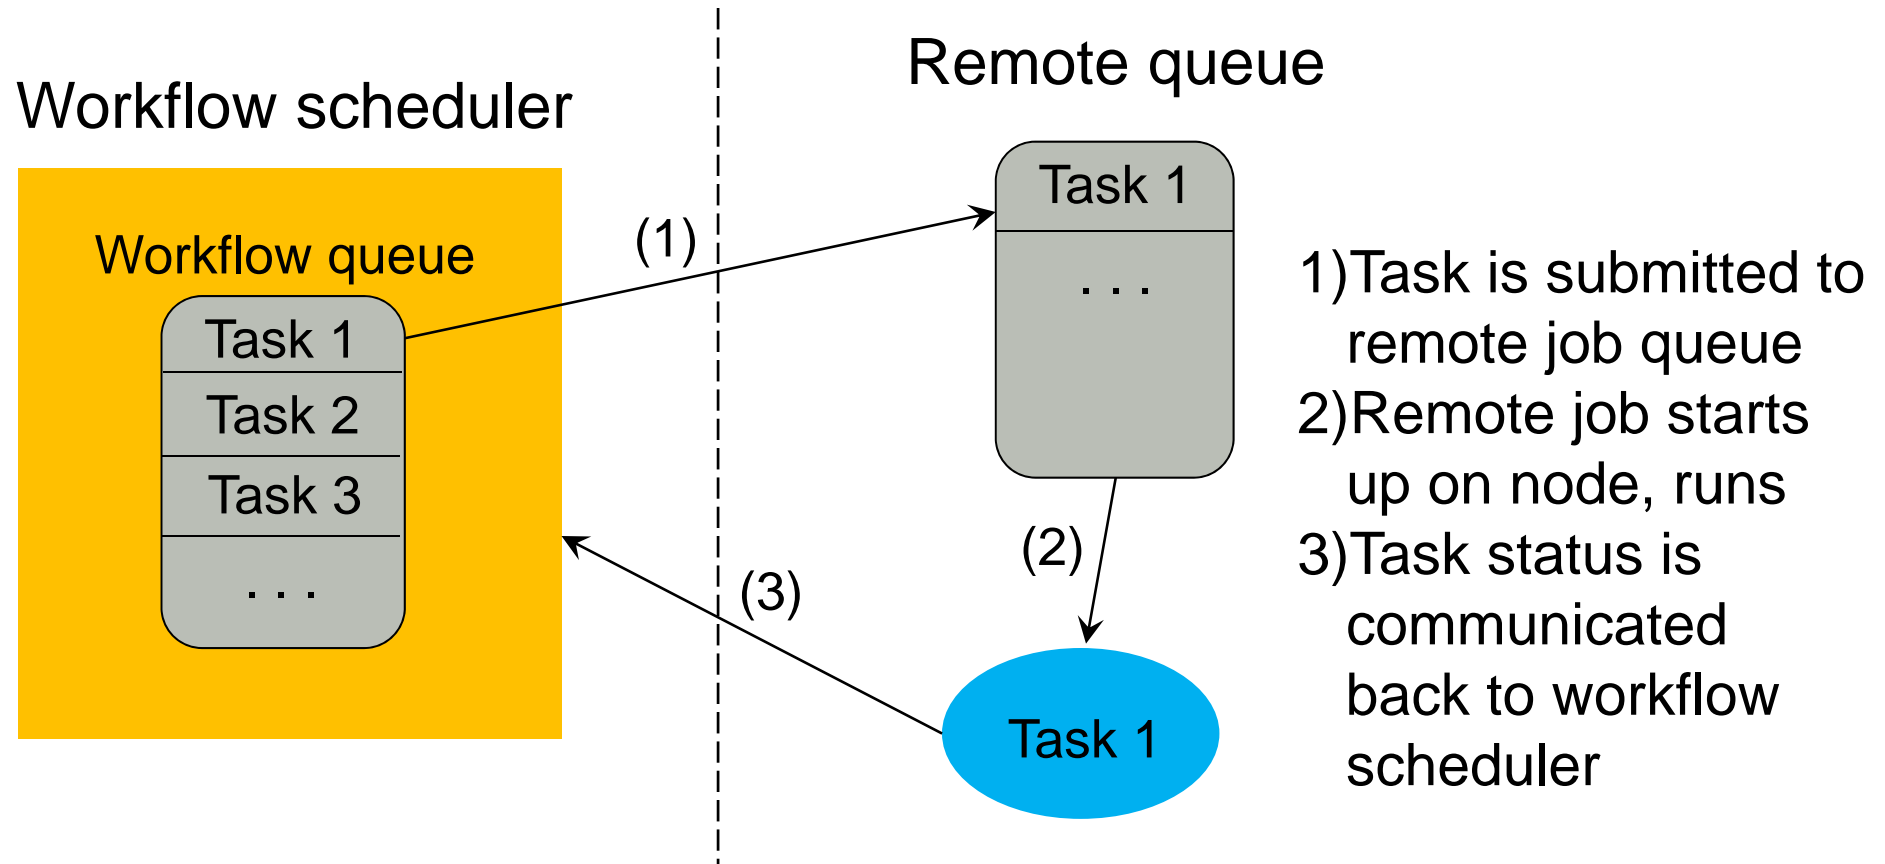 Workflow scheduler
Workflow queue
Task 1
Task 2
Task 3
. . .
(1)
(3)
Remote queue
Task 1
. . .
(2)
Task 1
1)Task is submitted to
remote job queue
2)Remote job starts
up on node, runs
3)Task status is
communicated
back to workflow
scheduler